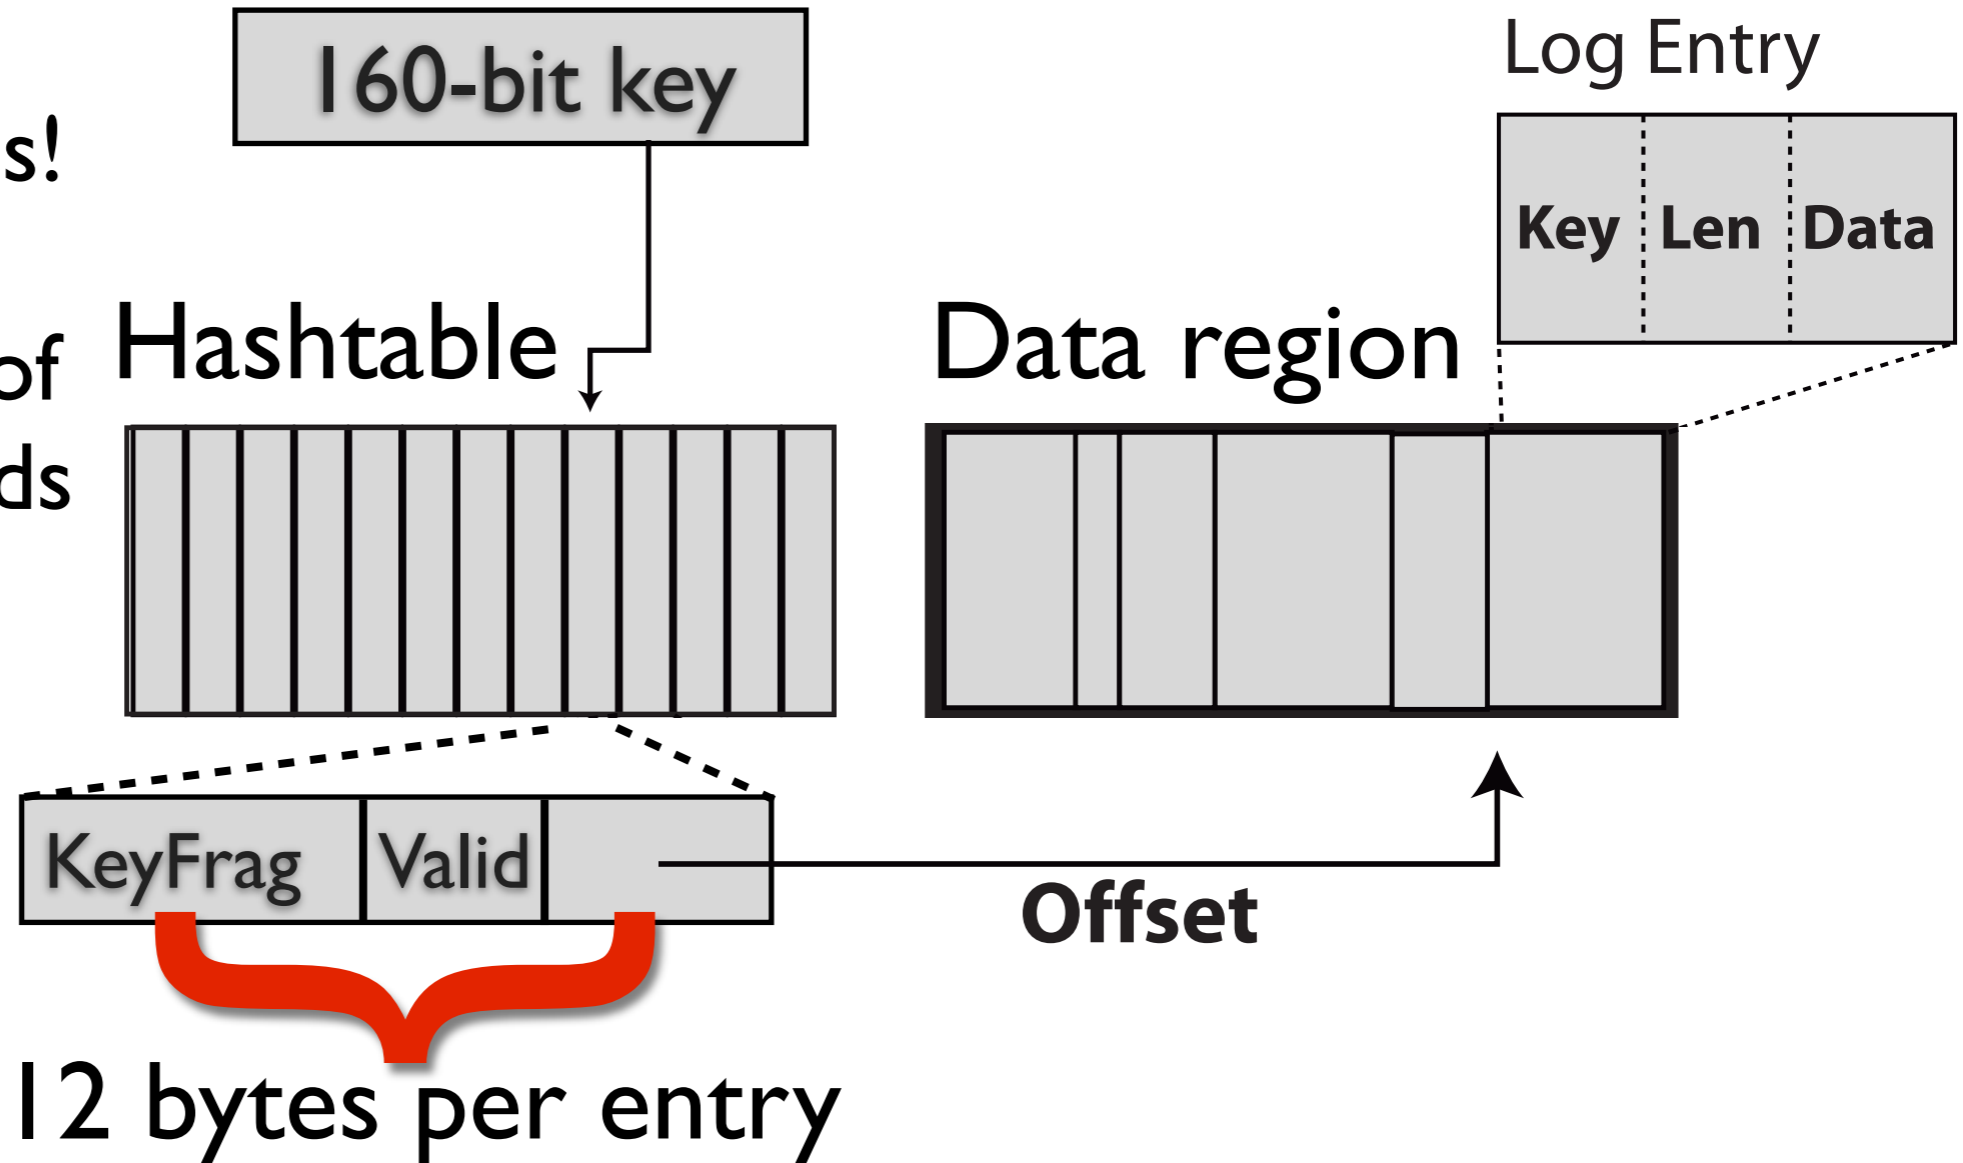 160-bit key
Log Entry
s!
Key Len Data
of
Hashtable
Data region
ds
KeyFrag Valid
Offset
12 bytes per entry